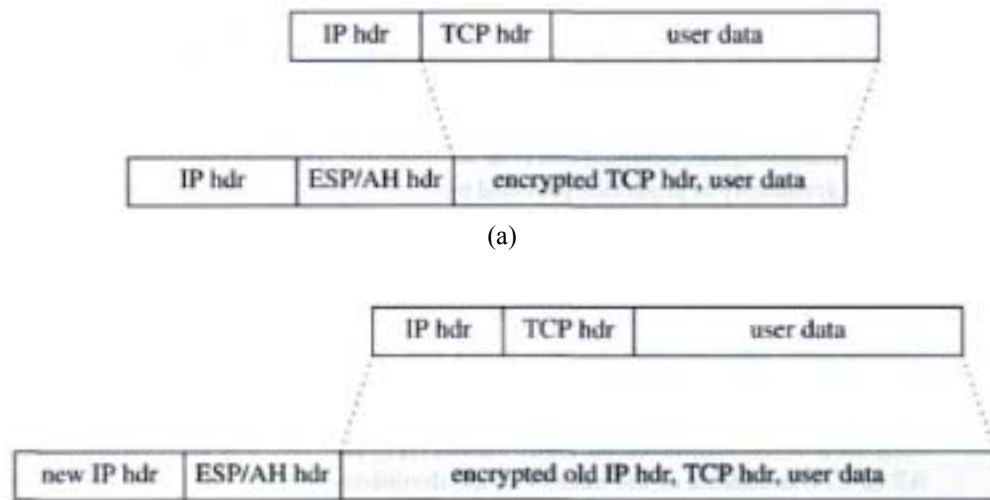 IP hdr TCP hdr user data
IP hdr ESP/AH hdr encrypted TCP hdr, user data
(a)
IP hdr TCP hdr user data
new IP hdr ESP/AH hdr encrypted old IP hdr, TCP hdr, user data